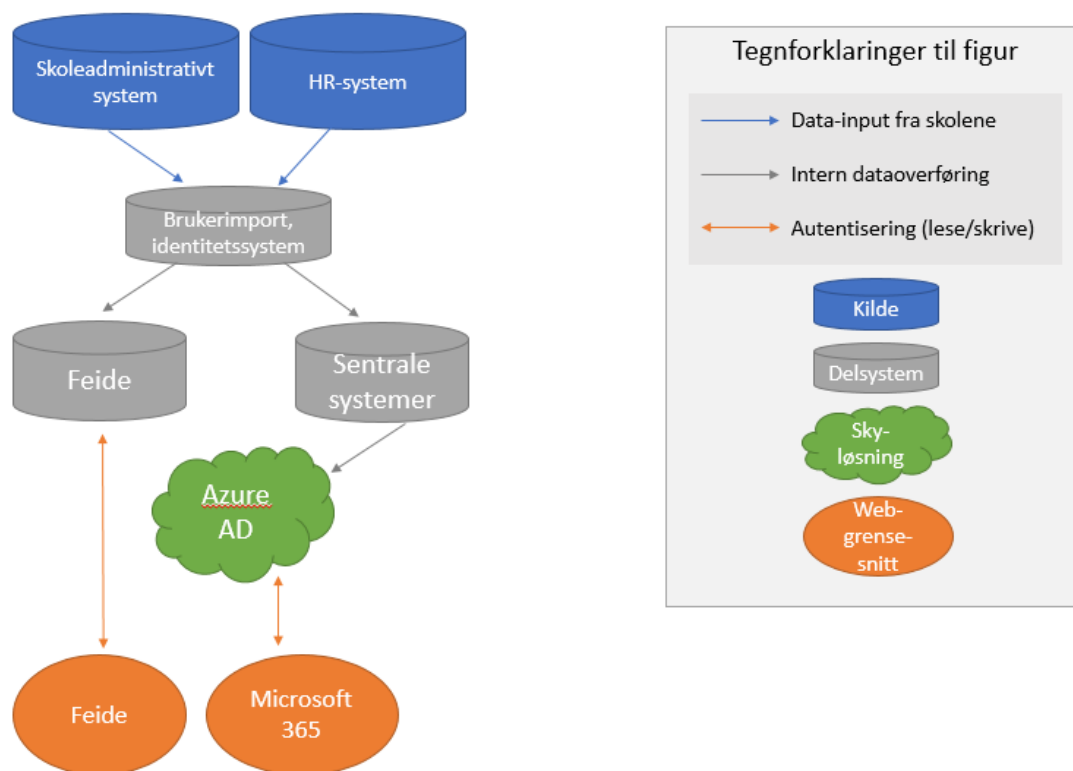 Skoleadministrativt
system
HR-system
Brukerimport,
identitetssystem
Feide
Sentrale
systemer
Azure
AD
Feide
Microsoft
365
Tegnforklaringer til figur
Data-input fra skolene
Intern dataoverføring
Autentisering (lese/skrive)
Kilde
Delsystem
Sky-
løsning
Web-
grense-
snitt